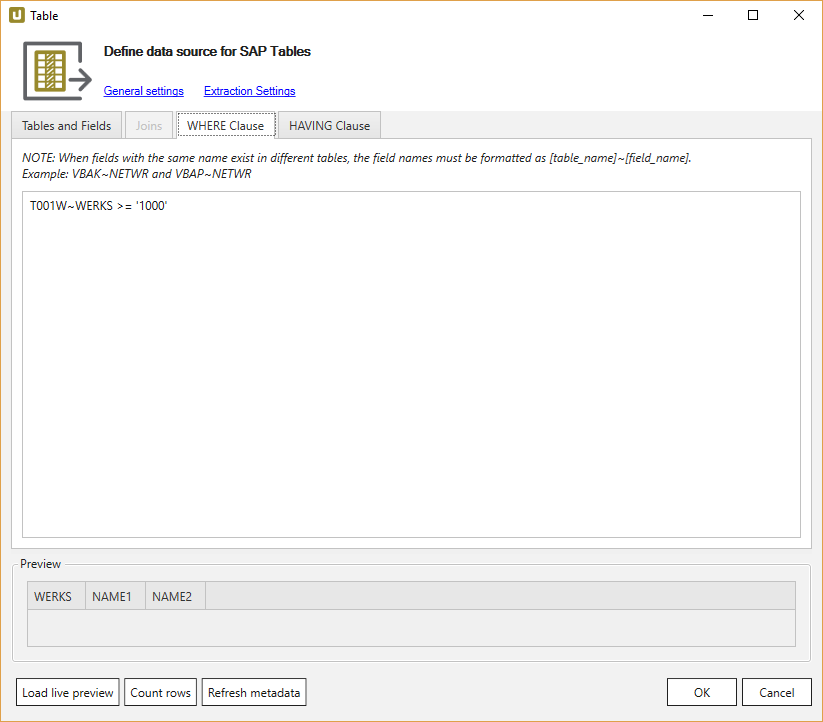 Table
Define data source for SAP Tables
General settings Extraction Settings
Tables and Fields Joins WHERE Clause HAVING Clause
NOTE: When fields with the same name exist in different tables, the field names must be formatted as [table_name]~[field_name].
Example: VBAK~NETWR and VBAP~NETWR
T001W~WERKS >= '1000'
Preview
WERKS NAME1 NAME2
Load live preview Count rows Refresh metadata OK Cancel